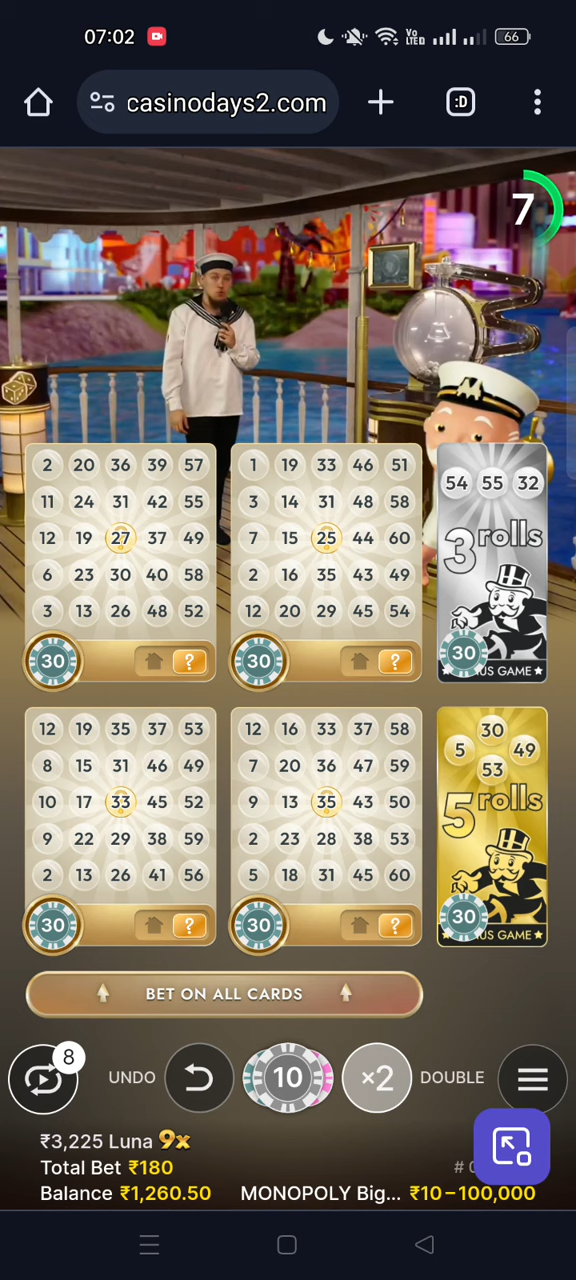 07:02
Vo LTED
66
casinodays2.com
:D
7
2 20 36 39 57
11 24 31 42 55
12 19 27 37 49
6 23 30 40 58
3 13 26 48 52
30
?
1 19 33 46 51
3 14 31 48 58
7 15 25 44 60
2 16 35 43 49
12 20 29 45 54
30
?
54 55 32
3 rolls
30
US GAME
12 19 35 37 53
8 15 31 46 49
10 17 33 45 52
9 22 29 38 59
2 13 26 41 56
30
?
12 16 33 37 58
7 20 36 47 59
9 13 35 43 50
2 23 28 38 53
5 18 31 45 60
30
?
30
5 49
53
5 rolls
30
US GAME
BET ON ALL CARDS
8
UNDO
10
×2
DOUBLE
₹3,225 Luna 9x
Total Bet ₹180
#
Balance ₹1,260.50
MONOPOLY Big... ₹10–100,000